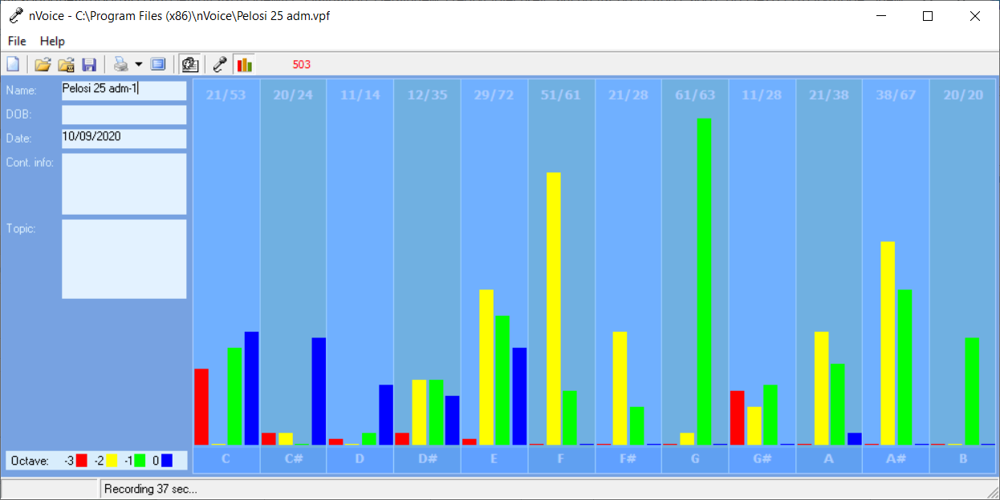 nVoice - C:\Program Files (x86)\nVoice\Pelosi 25 adm.vpf
File Help
503
Name: Pelosi 25 adm-1
DOB:
Date: 10/09/2020
Cont. info:
Topic:
21/53 20/24 11/14 12/35 29/72 51/61 21/28 61/63 11/28 21/38 38/67 20/20
C C# D D# E F F# G G# A A# B
Octave: -3 -2 -1 0
Recording 37 sec...